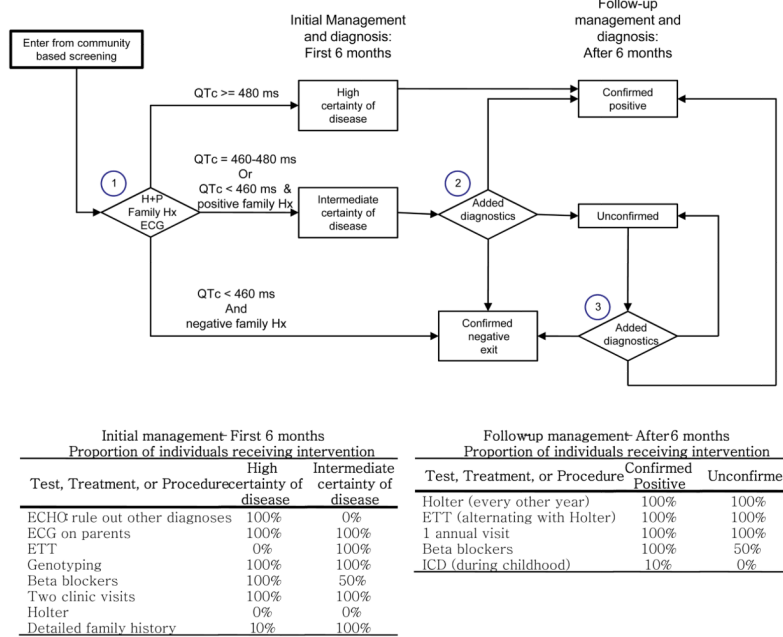 Follow-up
management and
diagnosis:
After 6 months
Initial Management
and diagnosis:
First 6 months
Enter from community
based screening
QTc >= 480 ms
High
certainty of
disease
Confirmed
positive
1
H+P
Family Hx
ECG
QTc = 460-480 ms
Or
QTc < 460 ms &
positive family Hx
Intermediate
certainty of
disease
2
Added
diagnostics
Unconfirmed
QTc < 460 ms
And
negative family Hx
Confirmed
negative
exit
3
Added
diagnostics
Initial management- First 6 months
Proportion of individuals receiving intervention
Test, Treatment, or Procedure High certainty of disease Intermediate certainty of disease
ECHO: rule out other diagnoses 100% 0%
ECG on parents 100% 100%
ETT 0% 100%
Genotyping 100% 100%
Beta blockers 100% 50%
Two clinic visits 100% 100%
Holter 0% 0%
Detailed family history 10% 100%
Followup management- After 6 months
Proportion of individuals receiving intervention
Test, Treatment, or Procedure Confirmed Positive Unconfirme
Holter (every other year) 100% 100%
ETT (alternating with Holter) 100% 100%
1 annual visit 100% 100%
Beta blockers 100% 50%
ICD (during childhood) 10% 0%